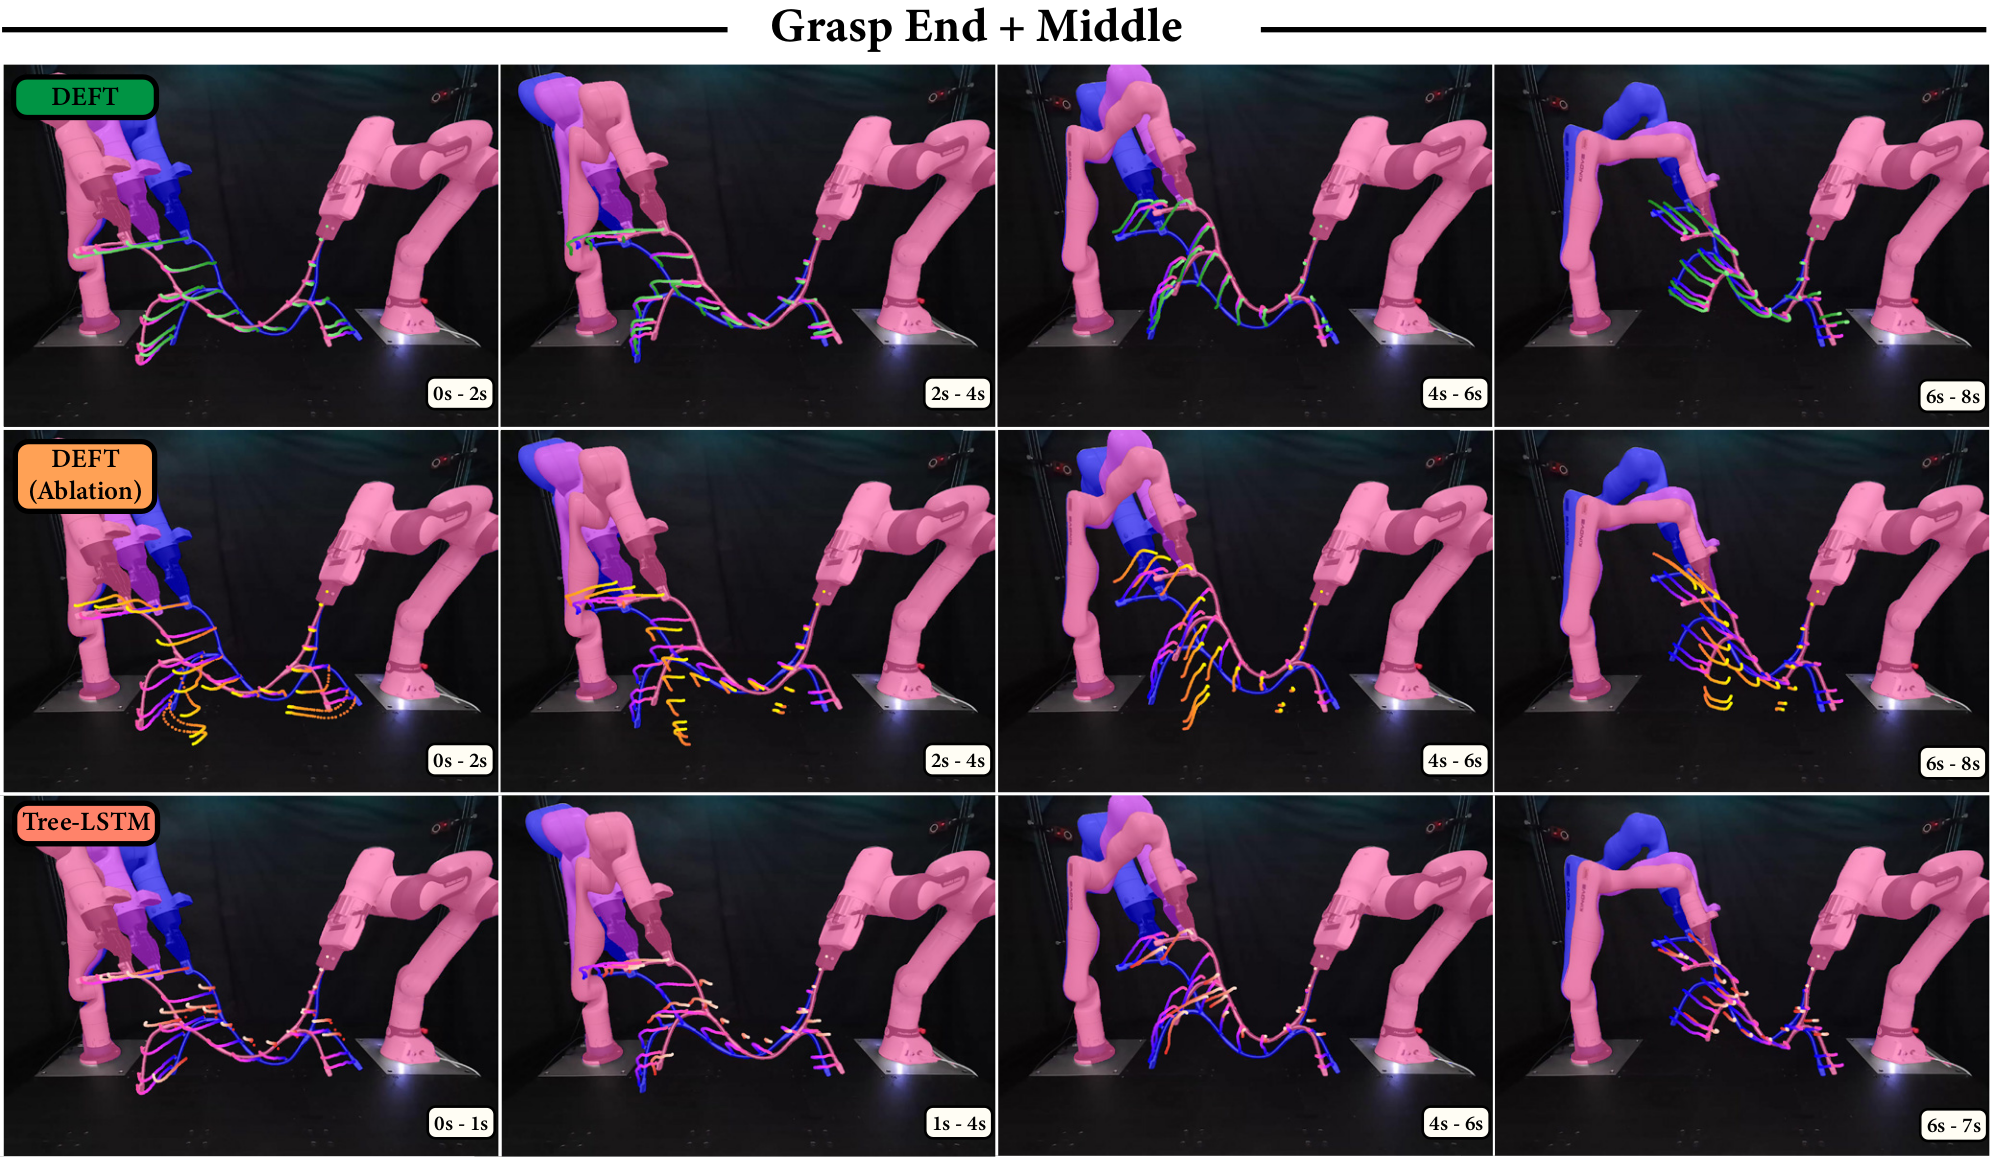 Grasp End + Middle
DEFT
0s - 2s
2s - 4s
4s - 6s
6s - 8s
DEFT
(Ablation)
0s - 2s
2s - 4s
4s - 6s
6s - 8s
Tree-LSTM
0s - 1s
1s - 4s
4s - 6s
6s - 7s